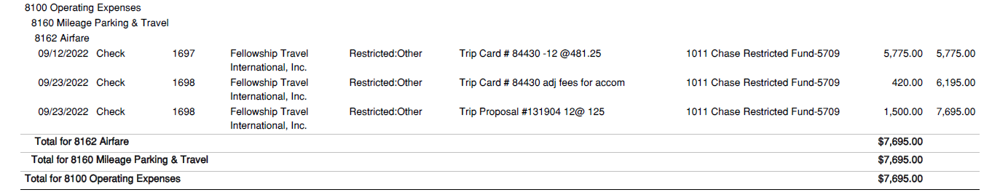 8100 Operating Expenses
8160 Mileage Parking & Travel
8162 Airfare
09/12/2022 Check 1697 Fellowship Travel International, Inc. Restricted:Other Trip Card # 84430 -12 @481.25 1011 Chase Restricted Fund-5709 5,775.00 5,775.00
09/23/2022 Check 1698 Fellowship Travel International, Inc. Restricted:Other Trip Card # 84430 adj fees for accom 1011 Chase Restricted Fund-5709 420.00 6,195.00
09/23/2022 Check 1698 Fellowship Travel International, Inc. Restricted:Other Trip Proposal #131904 12@ 125 1011 Chase Restricted Fund-5709 1,500.00 7,695.00
Total for 8162 Airfare $7,695.00
Total for 8160 Mileage Parking & Travel $7,695.00
Total for 8100 Operating Expenses $7,695.00